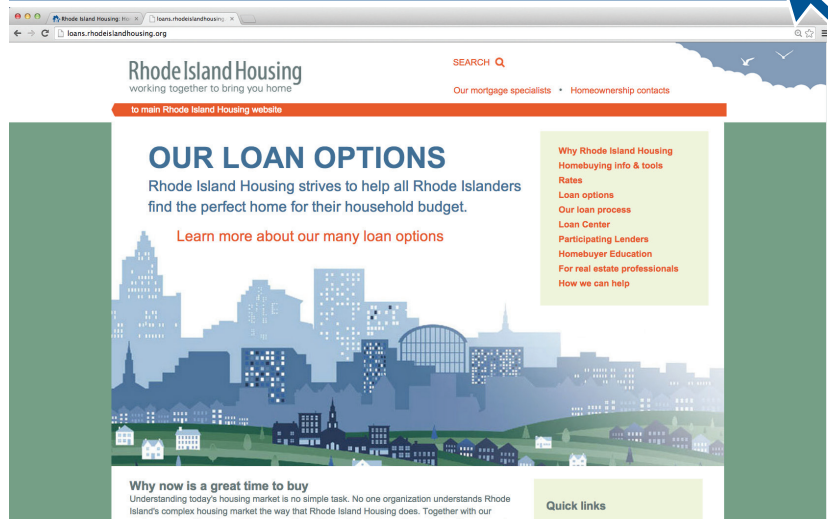 Rhode Island Housing: Ho
loans.rhodeislandhousing.
loans.rhodeislandhousing.org
Rhode Island Housing
working together to bring you home
SEARCH
Our mortgage specialists • Homeownership contacts
to main Rhode Island Housing website
OUR LOAN OPTIONS
Rhode Island Housing strives to help all Rhode Islanders
find the perfect home for their household budget.
Learn more about our many loan options
Why Rhode Island Housing
Homebuying info & tools
Rates
Loan options
Our loan process
Loan Center
Participating Lenders
Homebuyer Education
For real estate professionals
How we can help
Why now is a great time to buy
Understanding today's housing market is no simple task. No one organization understands Rhode
Island's complex housing market the way that Rhode Island Housing does. Together with our
Quick links